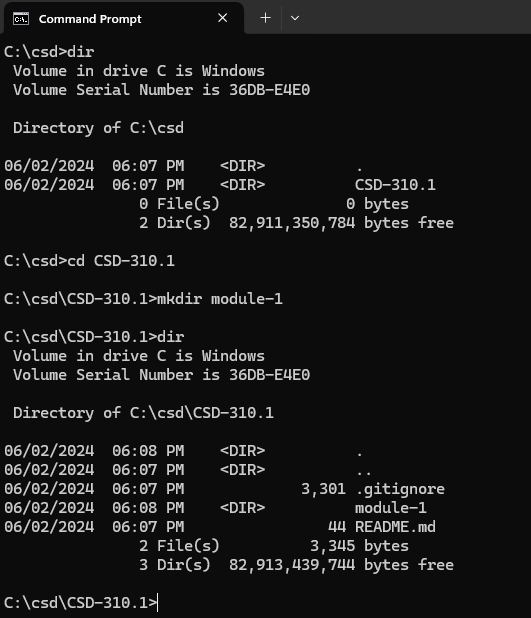 Command Prompt
C:\csd>dir
 Volume in drive C is Windows
 Volume Serial Number is 36DB-E4E0

 Directory of C:\csd

06/02/2024  06:07 PM    <DIR>          .
06/02/2024  06:07 PM    <DIR>          CSD-310.1
               0 File(s)              0 bytes
               2 Dir(s)  82,911,350,784 bytes free

C:\csd>cd CSD-310.1

C:\csd\CSD-310.1>mkdir module-1

C:\csd\CSD-310.1>dir
 Volume in drive C is Windows
 Volume Serial Number is 36DB-E4E0

 Directory of C:\csd\CSD-310.1

06/02/2024  06:08 PM    <DIR>          .
06/02/2024  06:07 PM    <DIR>          ..
06/02/2024  06:07 PM             3,301 .gitignore
06/02/2024  06:08 PM    <DIR>          module-1
06/02/2024  06:07 PM                44 README.md
               2 File(s)          3,345 bytes
               3 Dir(s)  82,913,439,744 bytes free

C:\csd\CSD-310.1>